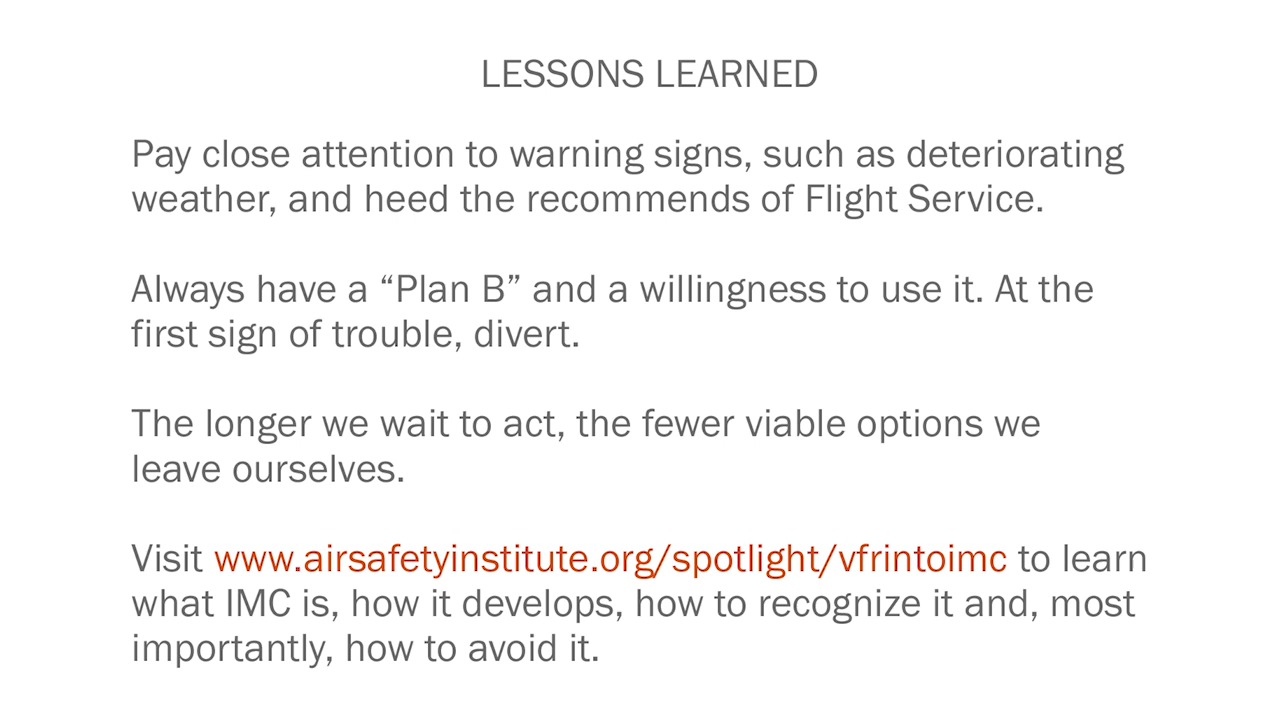 LESSONS LEARNED
Pay close attention to warning signs, such as deteriorating
weather, and heed the recommends of Flight Service.
Always have a “Plan B” and a willingness to use it. At the
first sign of trouble, divert.
The longer we wait to act, the fewer viable options we
leave ourselves.
Visit www.airsafetyinstitute.org/spotlight/vfrintoimc to learn
what IMC is, how it develops, how to recognize it and, most
importantly, how to avoid it.